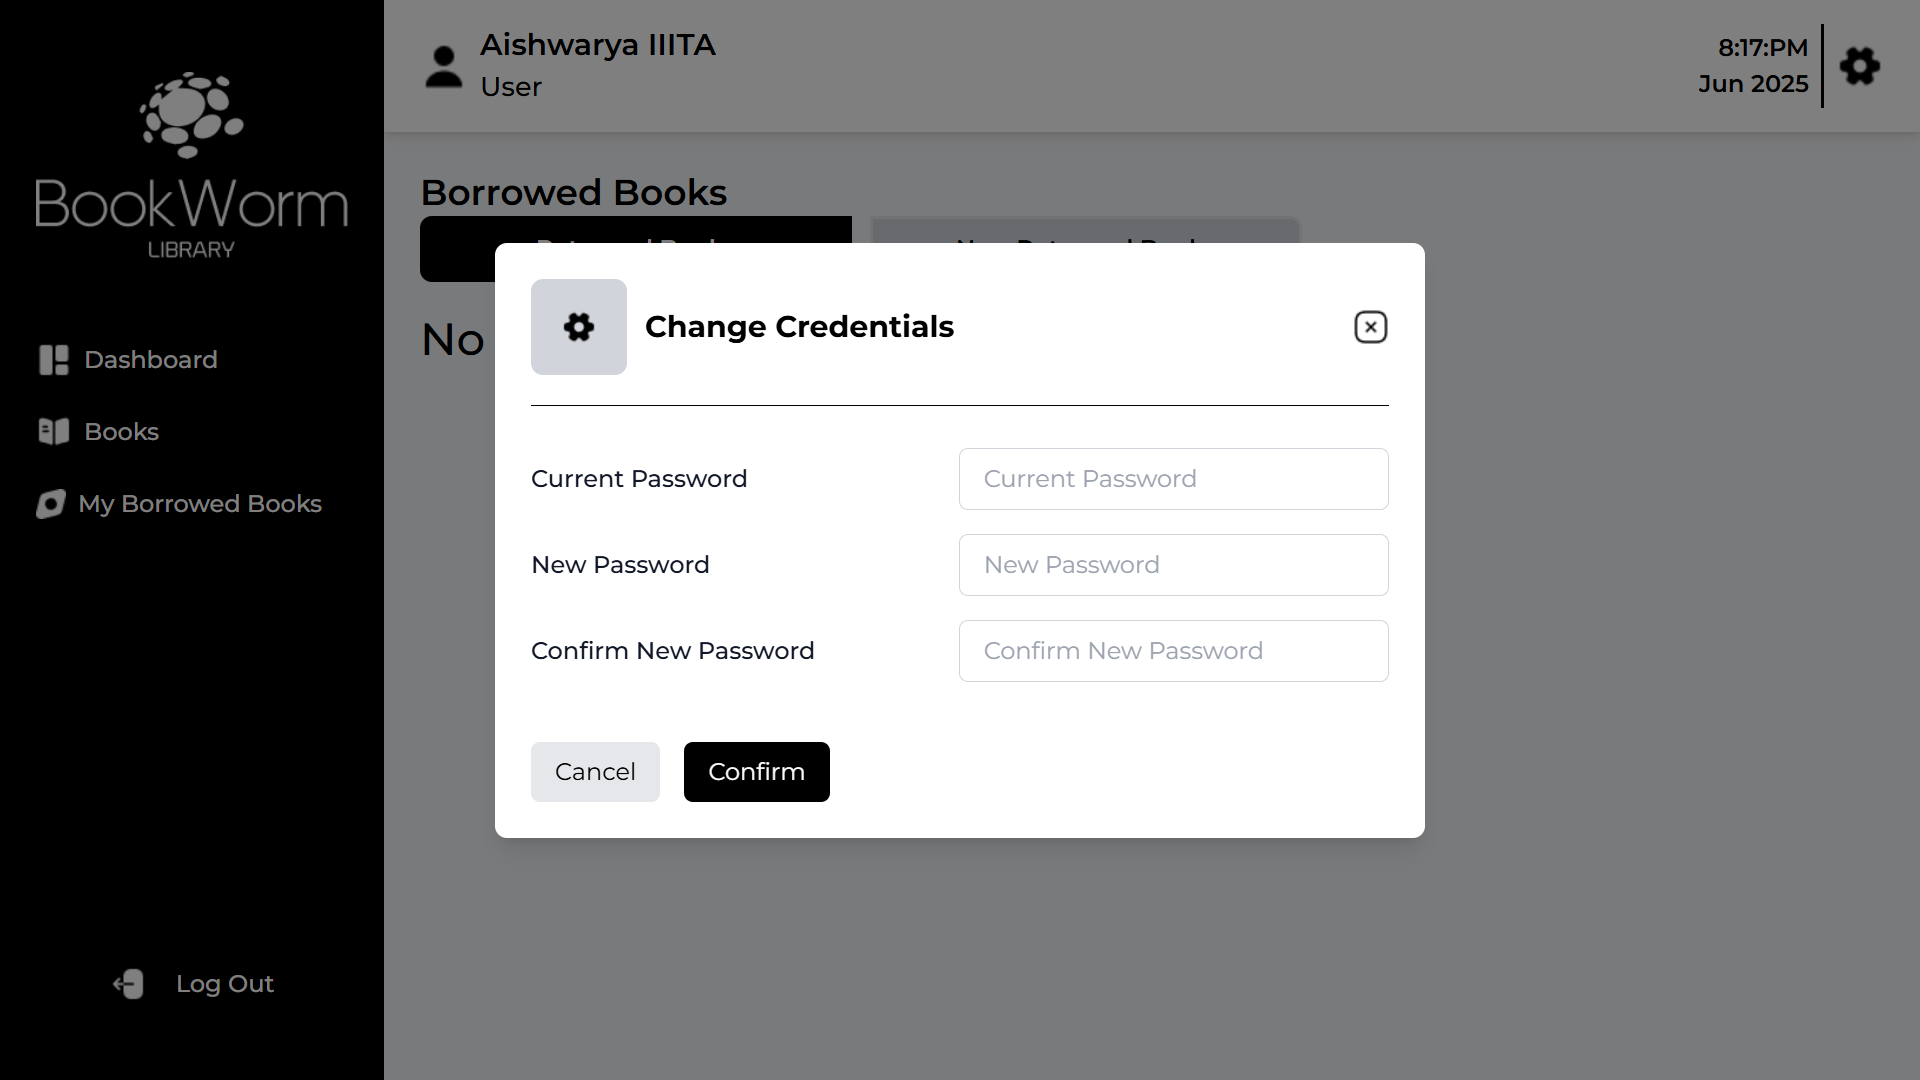 BookWorm
LIBRARY
Dashboard
Books
My Borrowed Books
Log Out
Aishwarya IIITA
User
8:17:PM
Jun 2025
Borrowed Books
No
Change Credentials
Current Password
Current Password
New Password
New Password
Confirm New Password
Confirm New Password
Cancel
Confirm